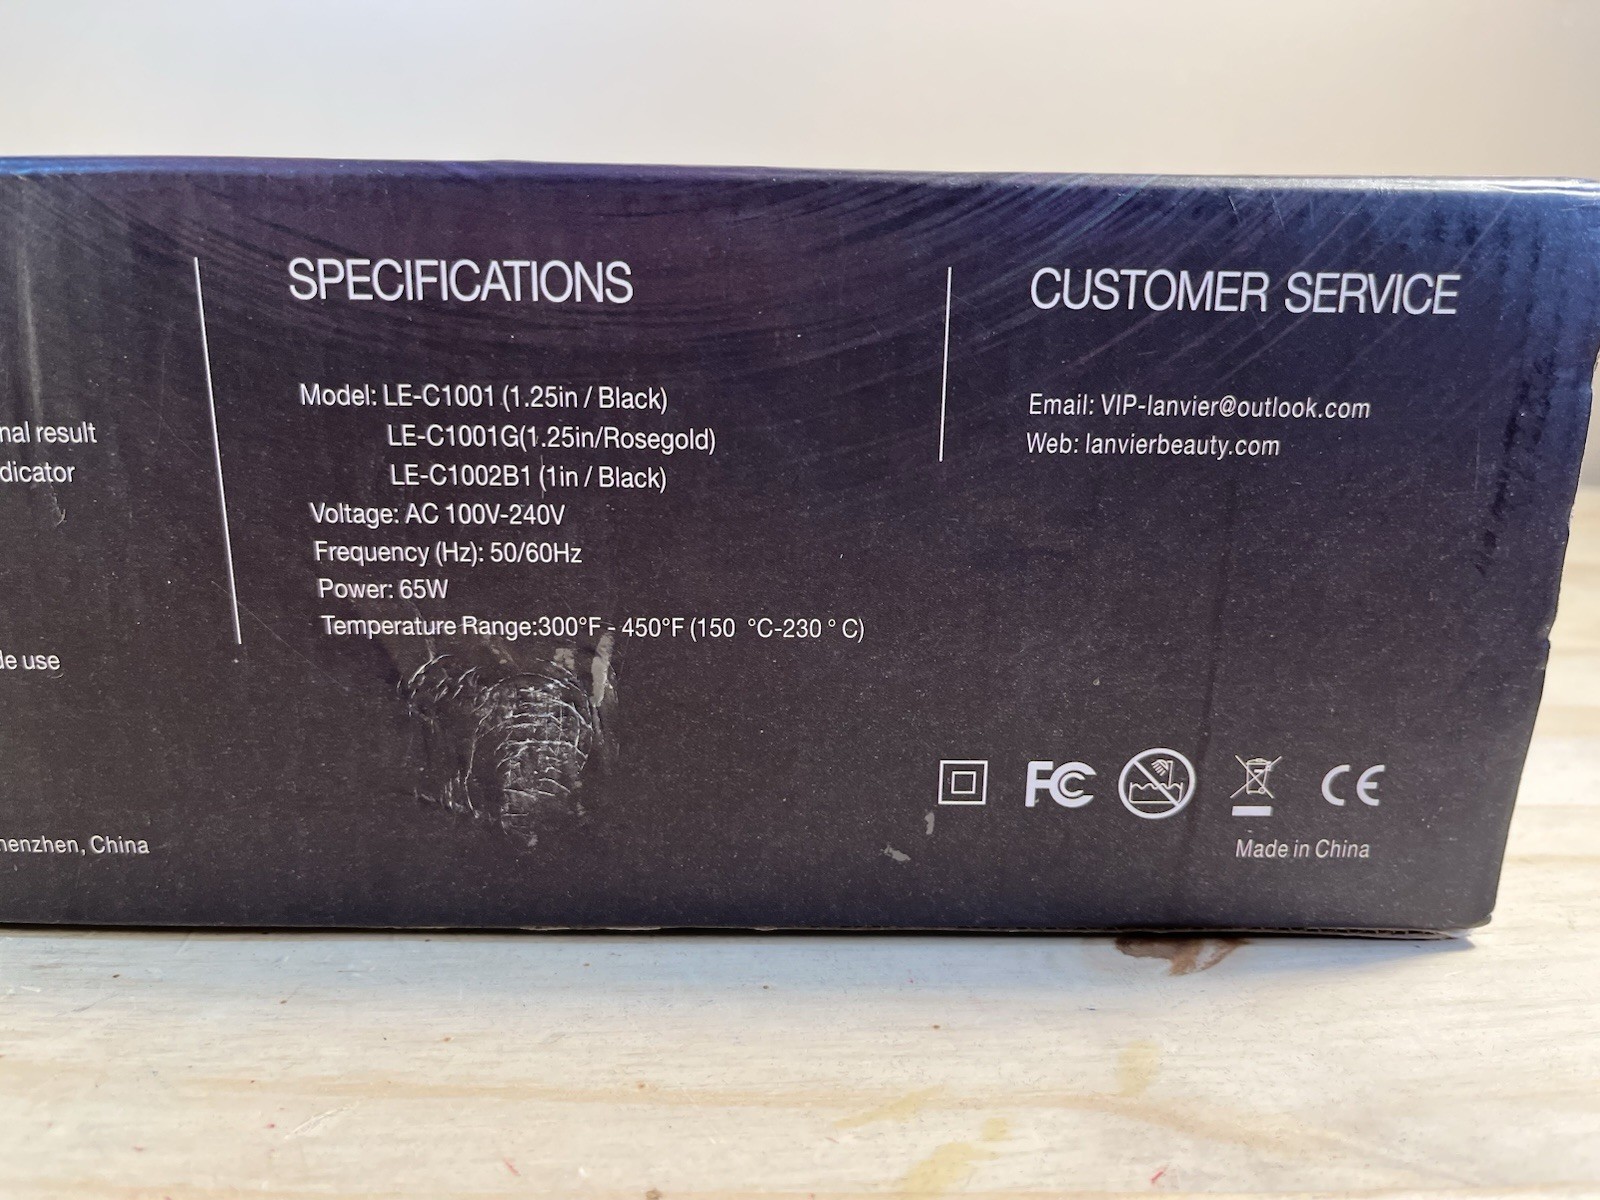 nal result
dicator
de use
henzhen, China
SPECIFICATIONS
Model: LE-C1001 (1.25in / Black)
LE-C1001G(1.25in/Rosegold)
LE-C1002B1 (1in / Black)
Voltage: AC 100V-240V
Frequency (Hz): 50/60Hz
Power: 65W
Temperature Range:300°F - 450°F (150 °C-230 ° C)
CUSTOMER SERVICE
Email: VIP-lanvier@outlook.com
Web: lanvierbeauty.com
FC
CE
Made in China